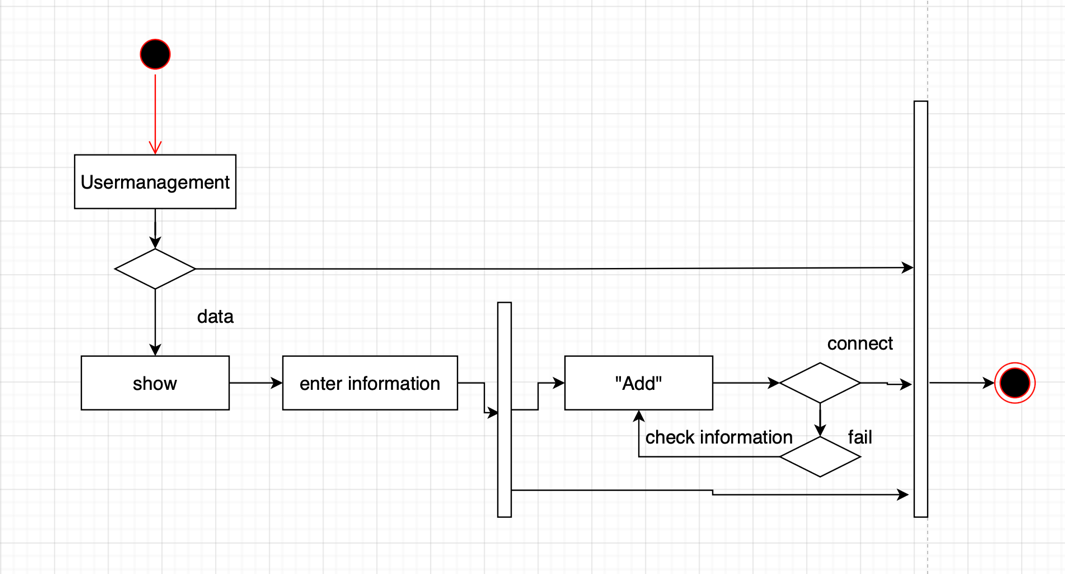 Usermanagement
data
connect
show
enter information
"Add"
check information
fail